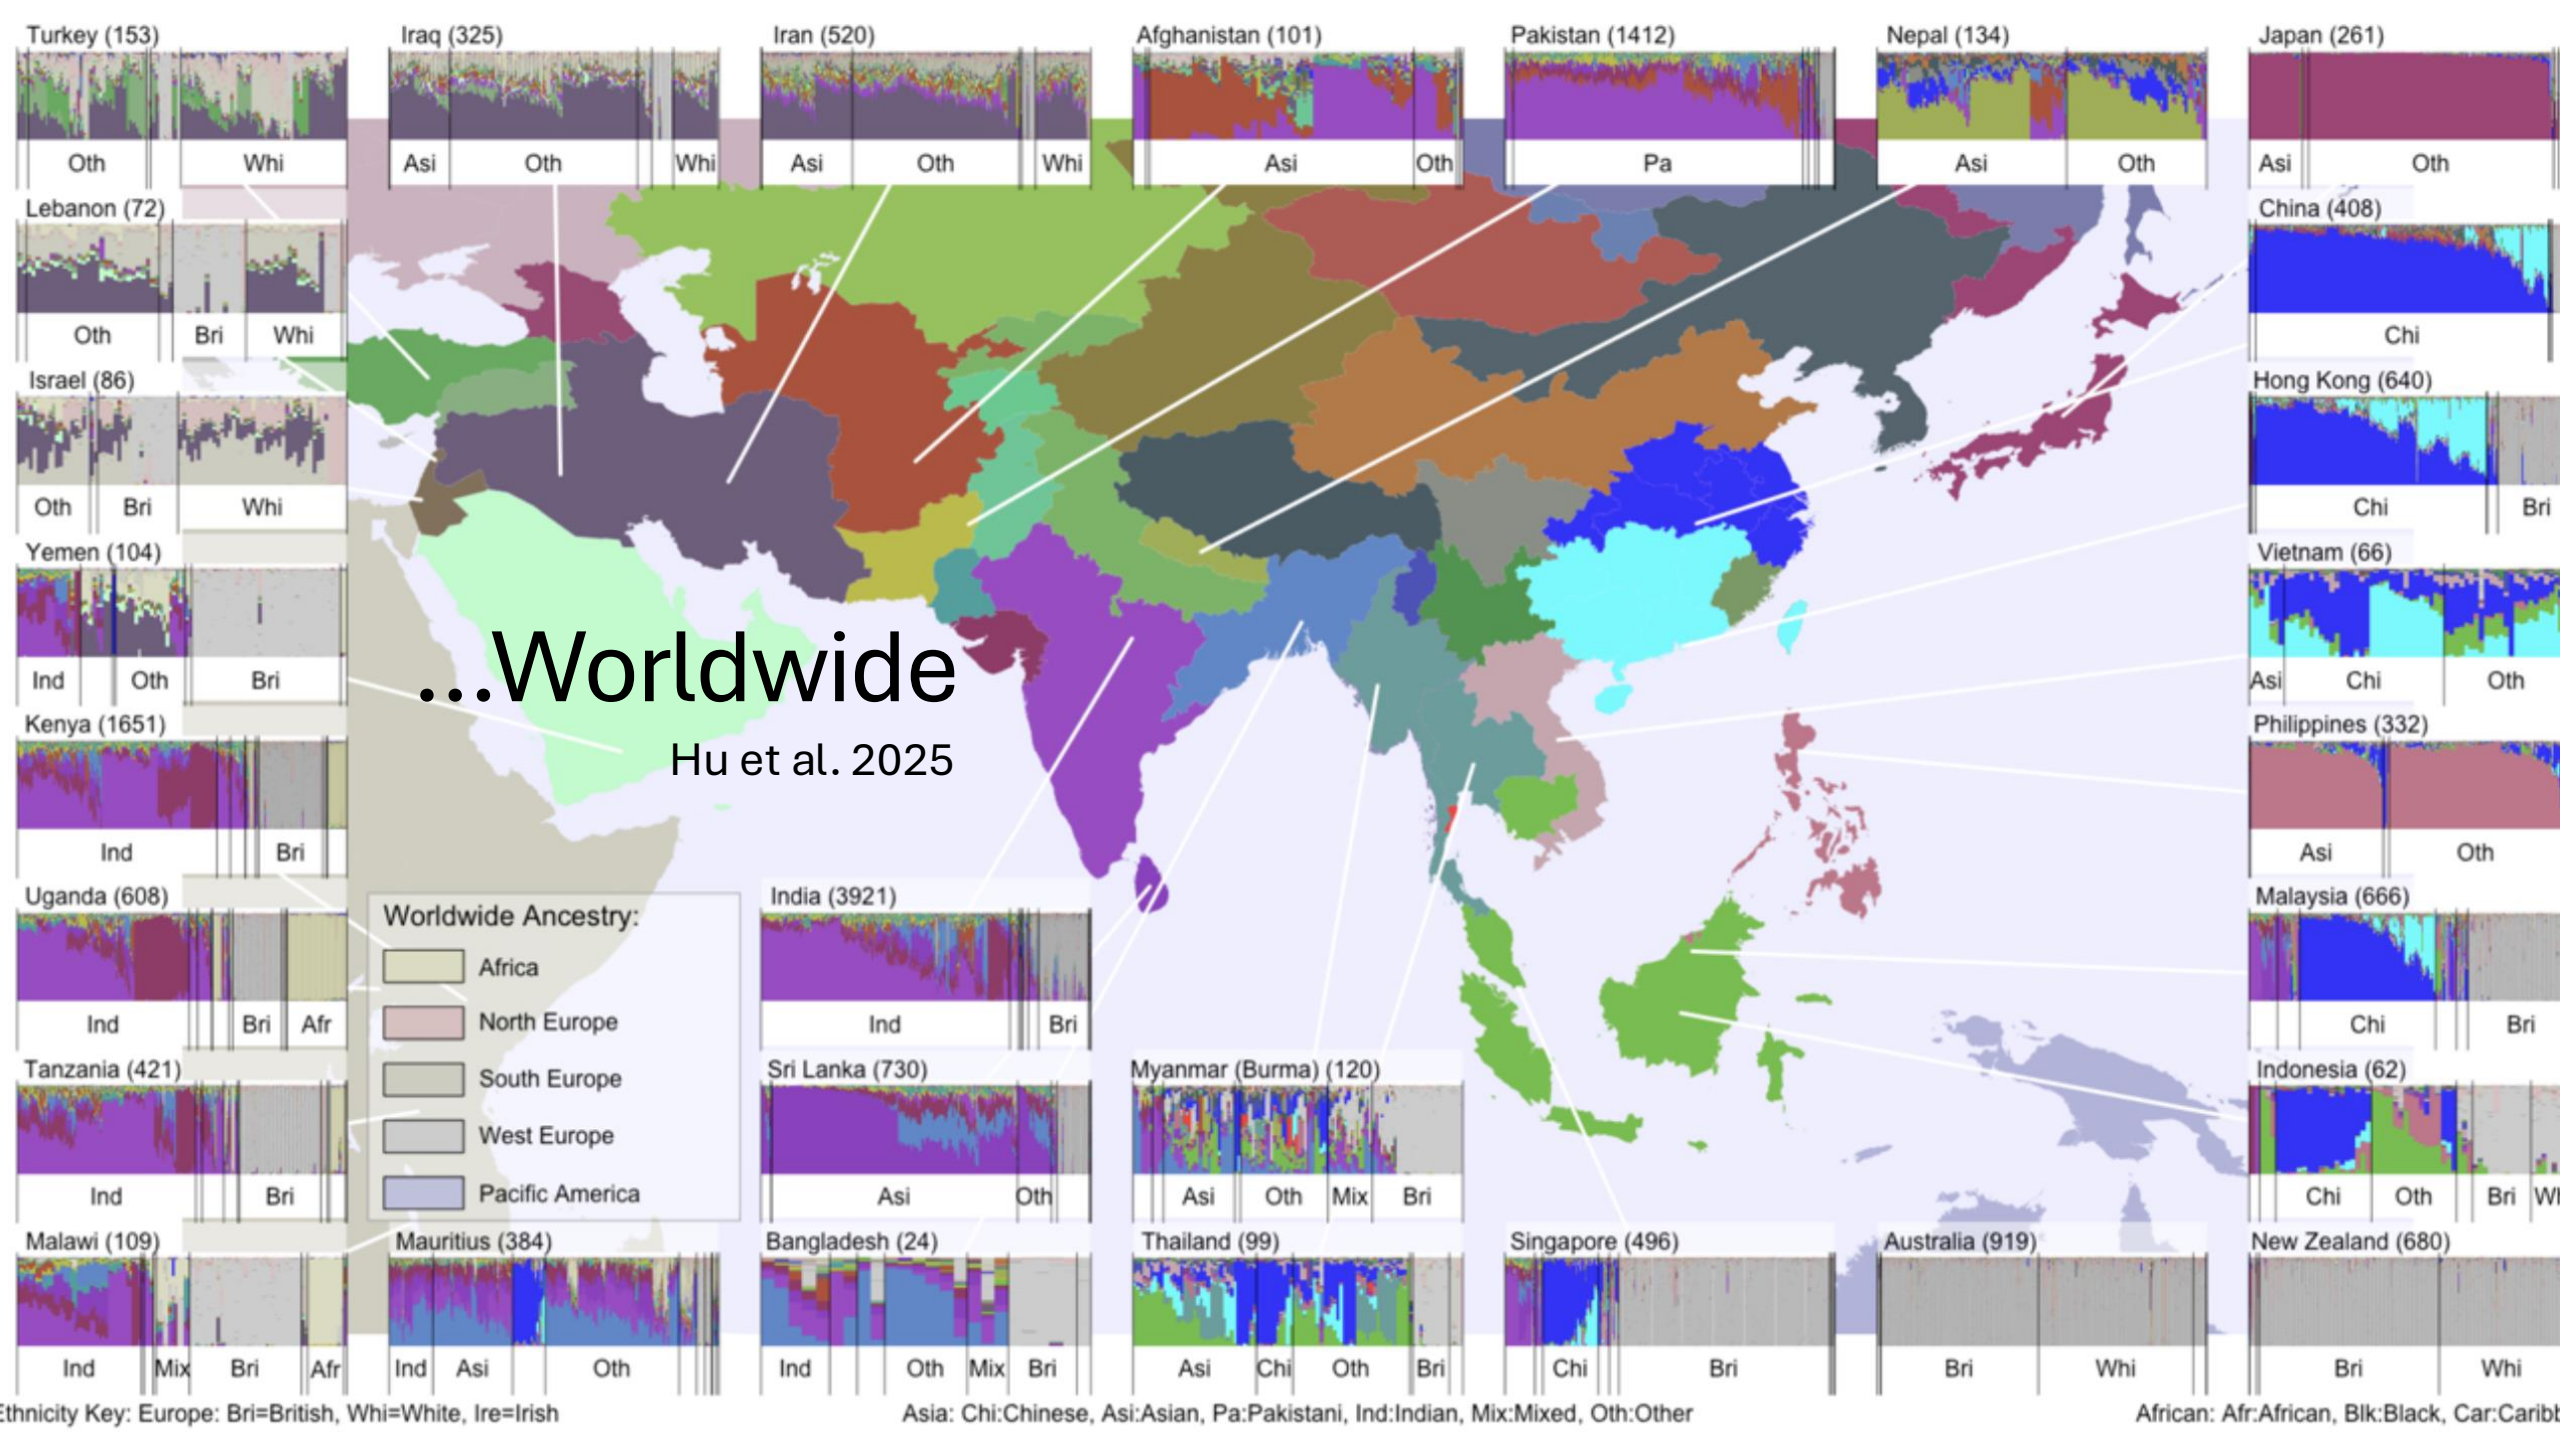 Turkey (153)
Oth Whi
Iraq (325)
Asi Oth Whi
Iran (520)
Asi Oth Whi
Afghanistan (101)
Asi Oth
Pakistan (1412)
Pa
Nepal (134)
Asi Oth
Japan (261)
Asi Oth
Lebanon (72)
Oth Bri Whi
China (408)
Chi
Israel (86)
Oth Bri Whi
Hong Kong (640)
Chi Bri
Yemen (104)
Ind Oth Bri
Vietnam (66)
Asi Chi Oth
...Worldwide
Hu et al. 2025
Kenya (1651)
Ind Bri
Philippines (332)
Asi Oth
Uganda (608)
Ind Bri Afr
Worldwide Ancestry:
Africa
North Europe
South Europe
West Europe
Pacific America
India (3921)
Ind Bri
Malaysia (666)
Chi Bri
Tanzania (421)
Ind Bri
Sri Lanka (730)
Asi Oth
Myanmar (Burma) (120)
Asi Oth Mix Bri
Indonesia (62)
Chi Oth Bri Wh
Malawi (109)
Ind Mix Bri Afr
Mauritius (384)
Ind Asi Oth
Bangladesh (24)
Ind Oth Mix Bri
Thailand (99)
Asi Chi Oth Bri
Singapore (496)
Chi Bri
Australia (919)
Bri Whi
New Zealand (680)
Bri Whi
Ethnicity Key: Europe: Bri=British, Whi=White, Ire=Irish
Asia: Chi:Chinese, Asi:Asian, Pa:Pakistani, Ind:Indian, Mix:Mixed, Oth:Other
African: Afr:African, Blk:Black, Car:Caribb